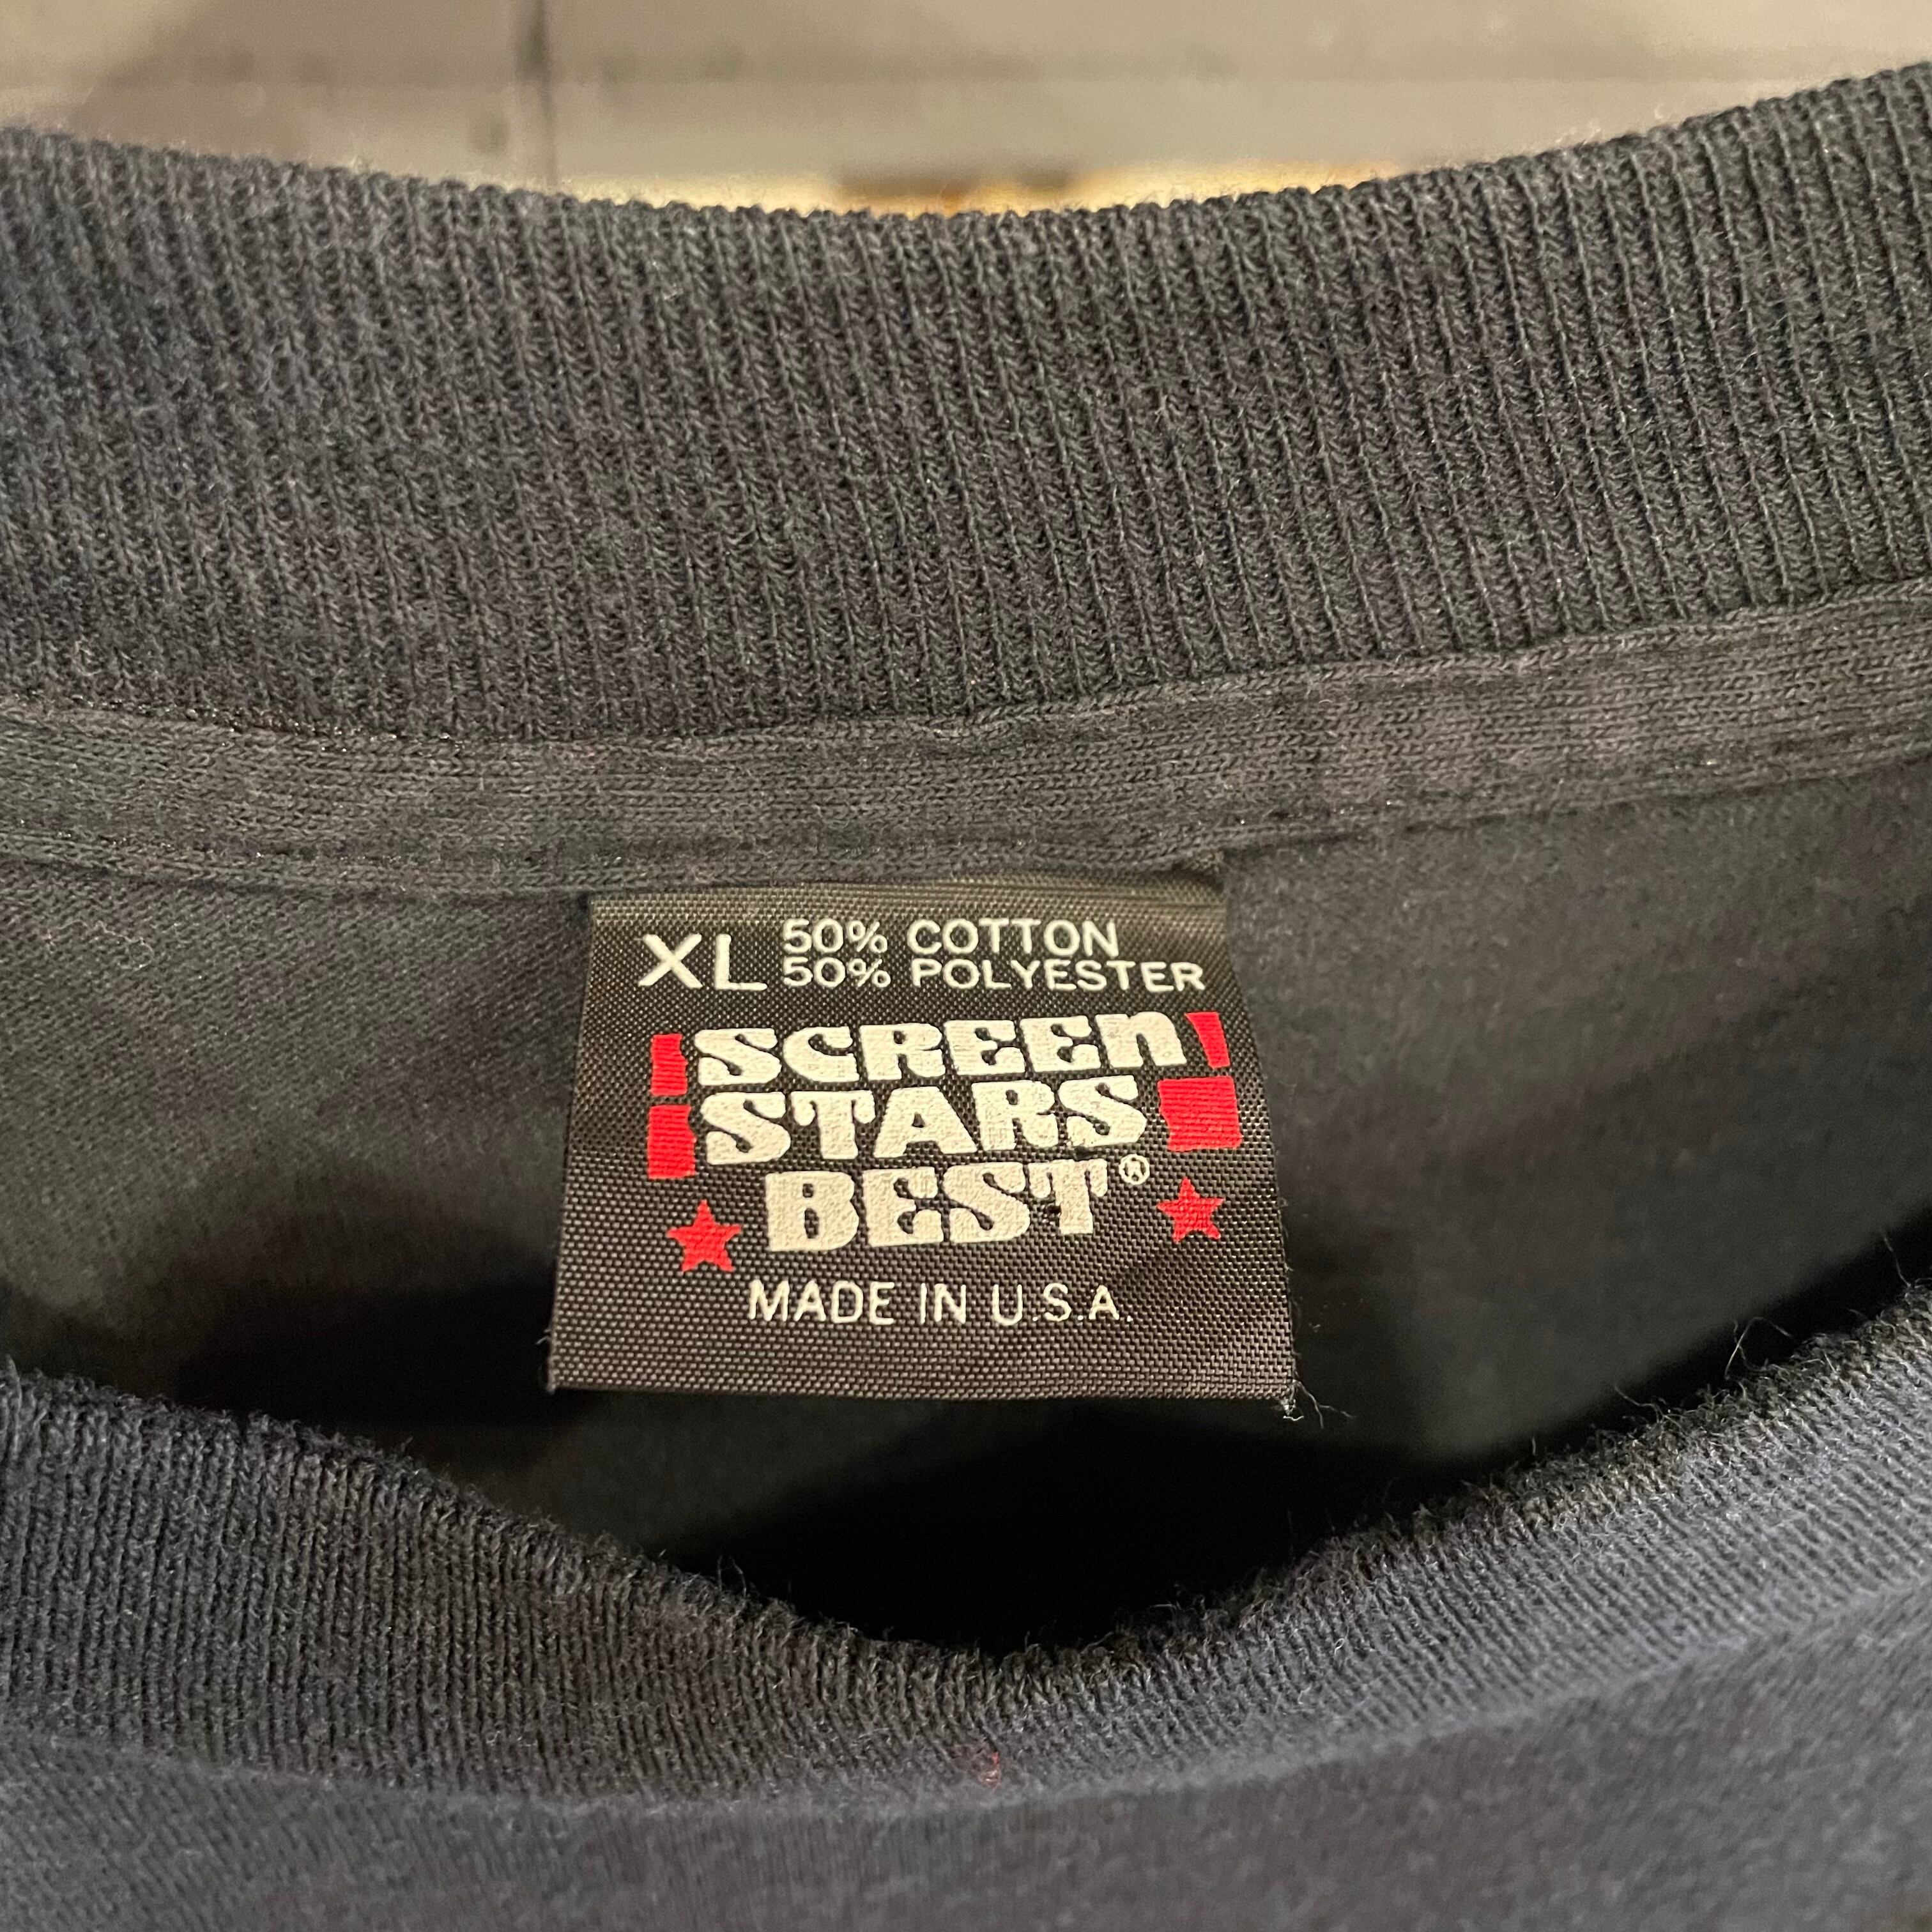 XL 50% COTTON
50% POLYESTER
SCREEN
STARS
BEST®
MADE IN U.S.A.